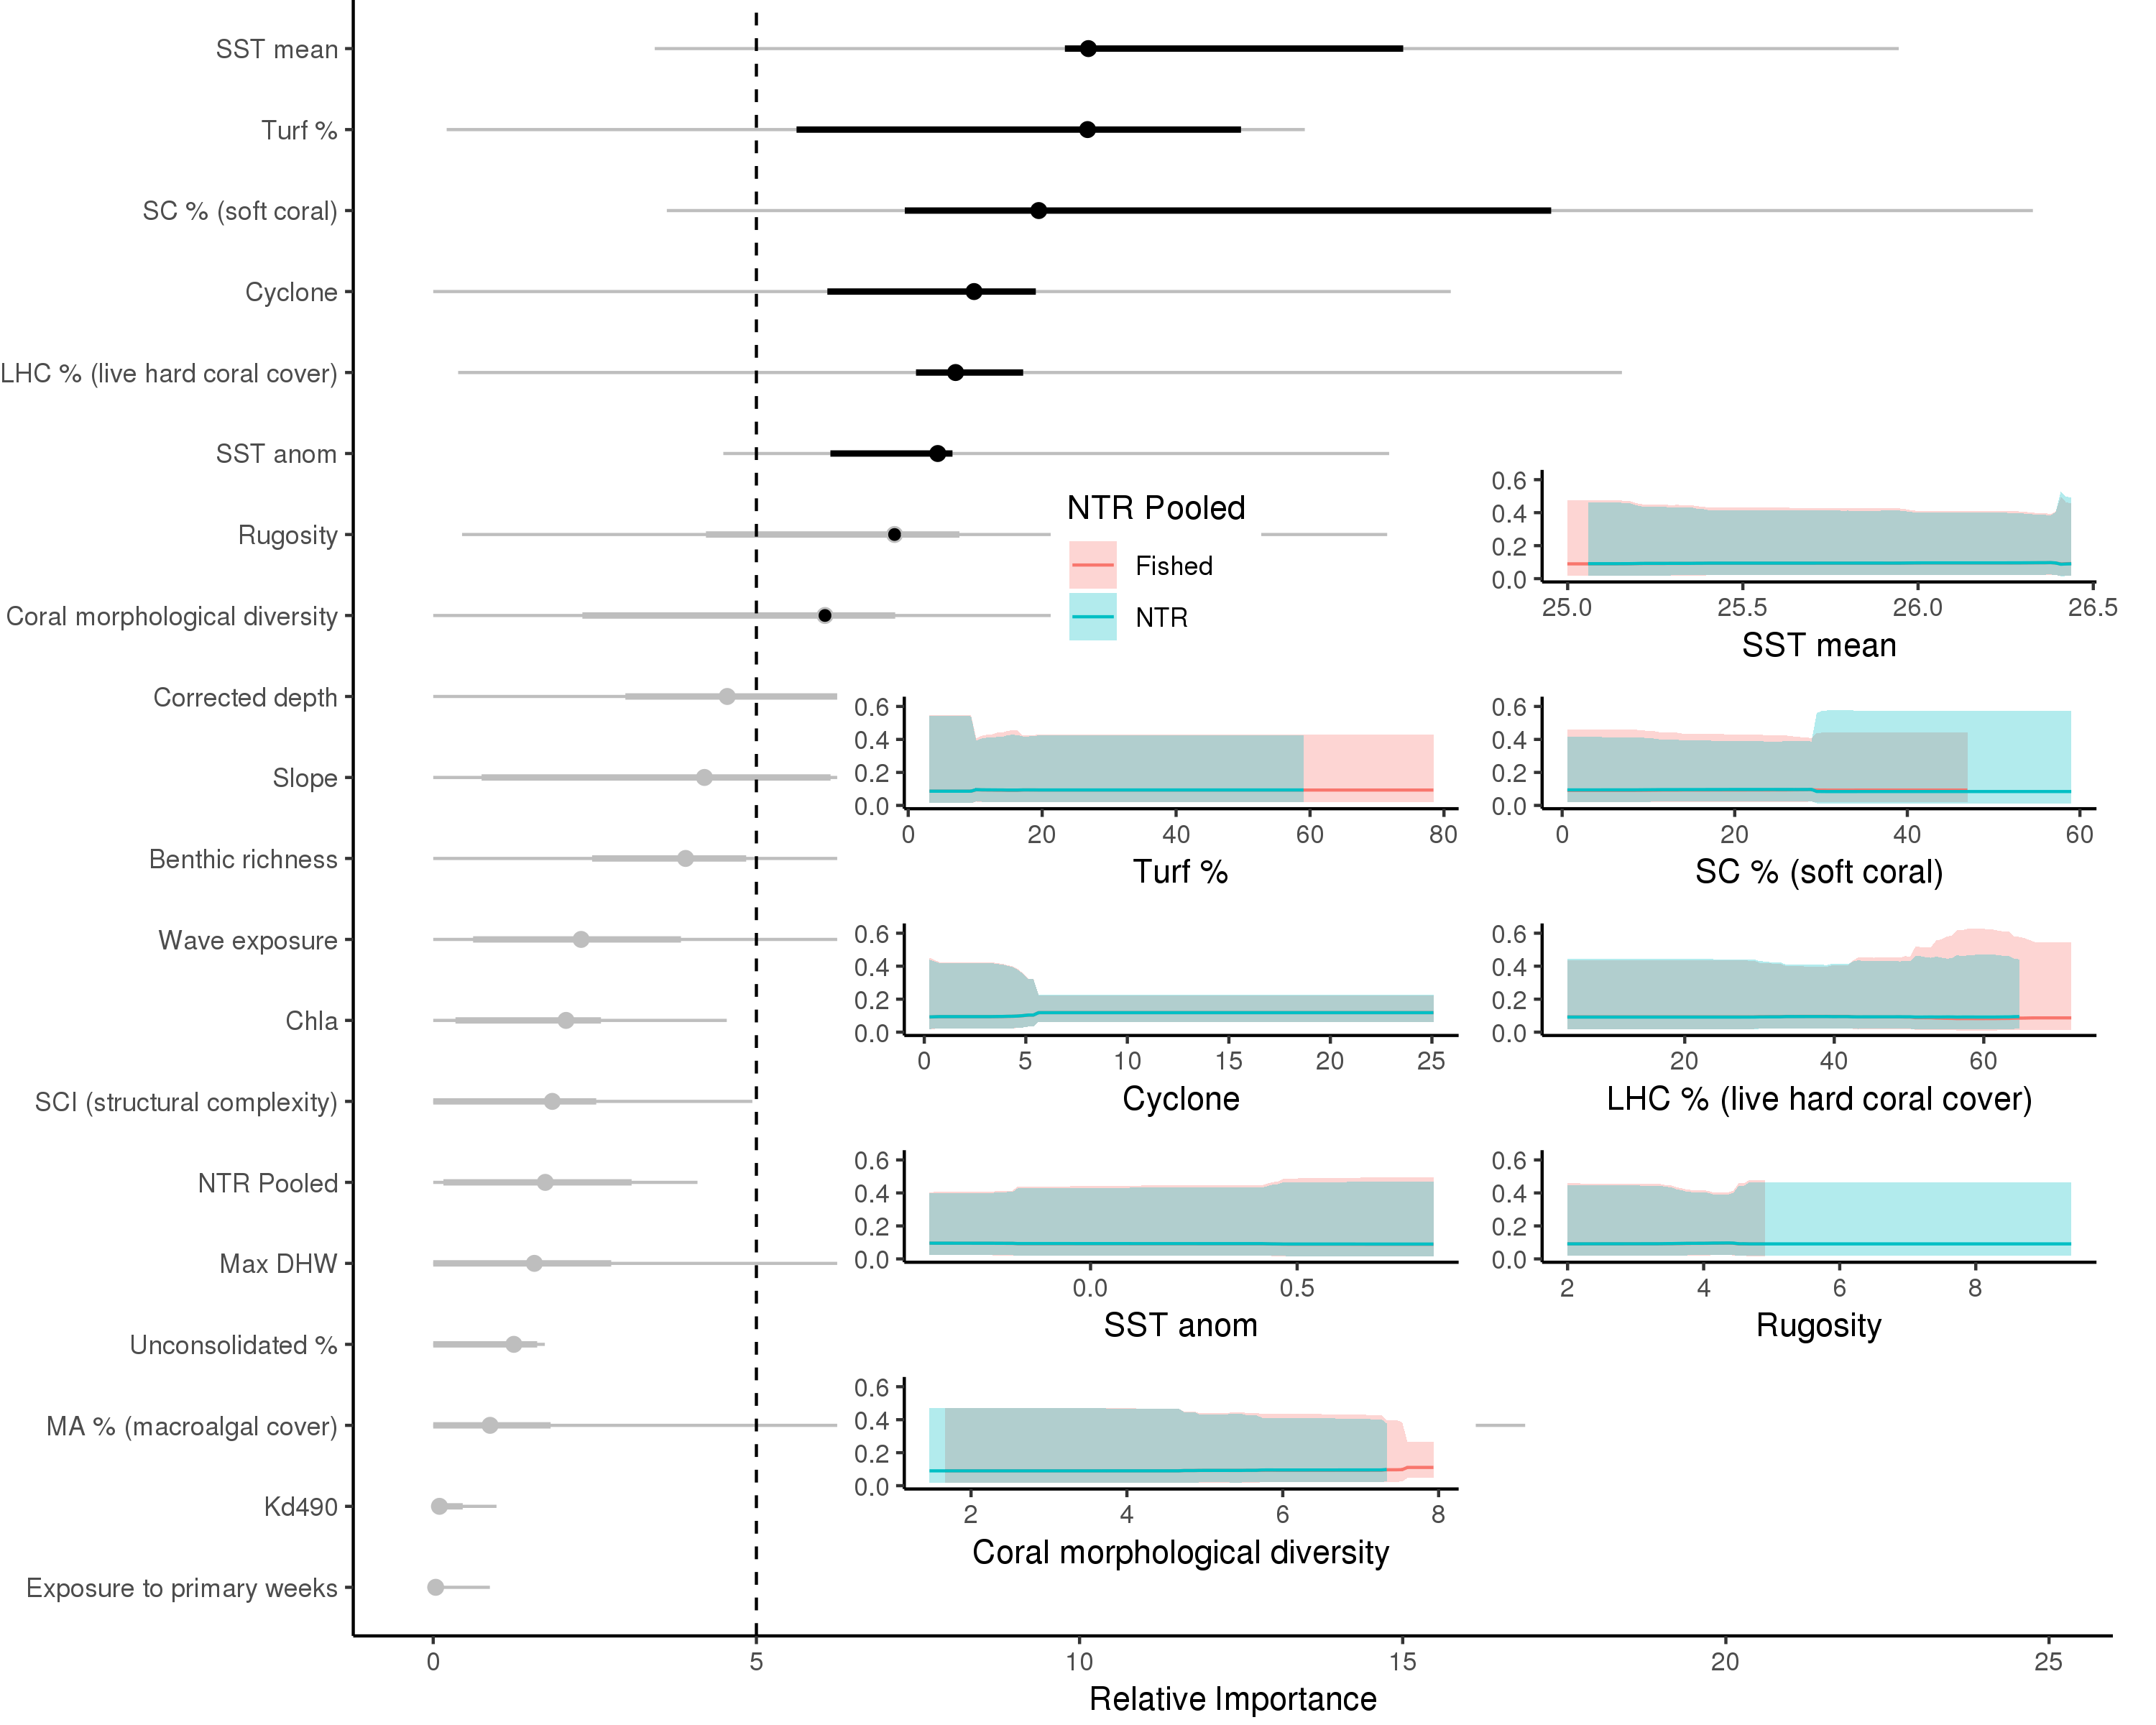 SST mean
Turf %
SC % (soft coral)
Cyclone
LHC % (live hard coral cover)
SST anom
Rugosity
Coral morphological diversity
Corrected depth
Slope
Benthic richness
Wave exposure
Chla
SCI (structural complexity)
NTR Pooled
Max DHW
Unconsolidated %
MA % (macroalgal cover)
Kd490
Exposure to primary weeks
0 5 10 15 20 25
Relative Importance
NTR Pooled
Fished
NTR
0.6
0.4
0.2
0.0
25.0 25.5 26.0 26.5
SST mean
0.6
0.4
0.2
0.0
0 20 40 60 80
Turf %
0.6
0.4
0.2
0.0
0 20 40 60
SC % (soft coral)
0.6
0.4
0.2
0.0
0 5 10 15 20 25
Cyclone
0.6
0.4
0.2
0.0
20 40 60
LHC % (live hard coral cover)
0.6
0.4
0.2
0.0
0.0 0.5
SST anom
0.6
0.4
0.2
0.0
2 4 6 8
Rugosity
0.6
0.4
0.2
0.0
2 4 6 8
Coral morphological diversity